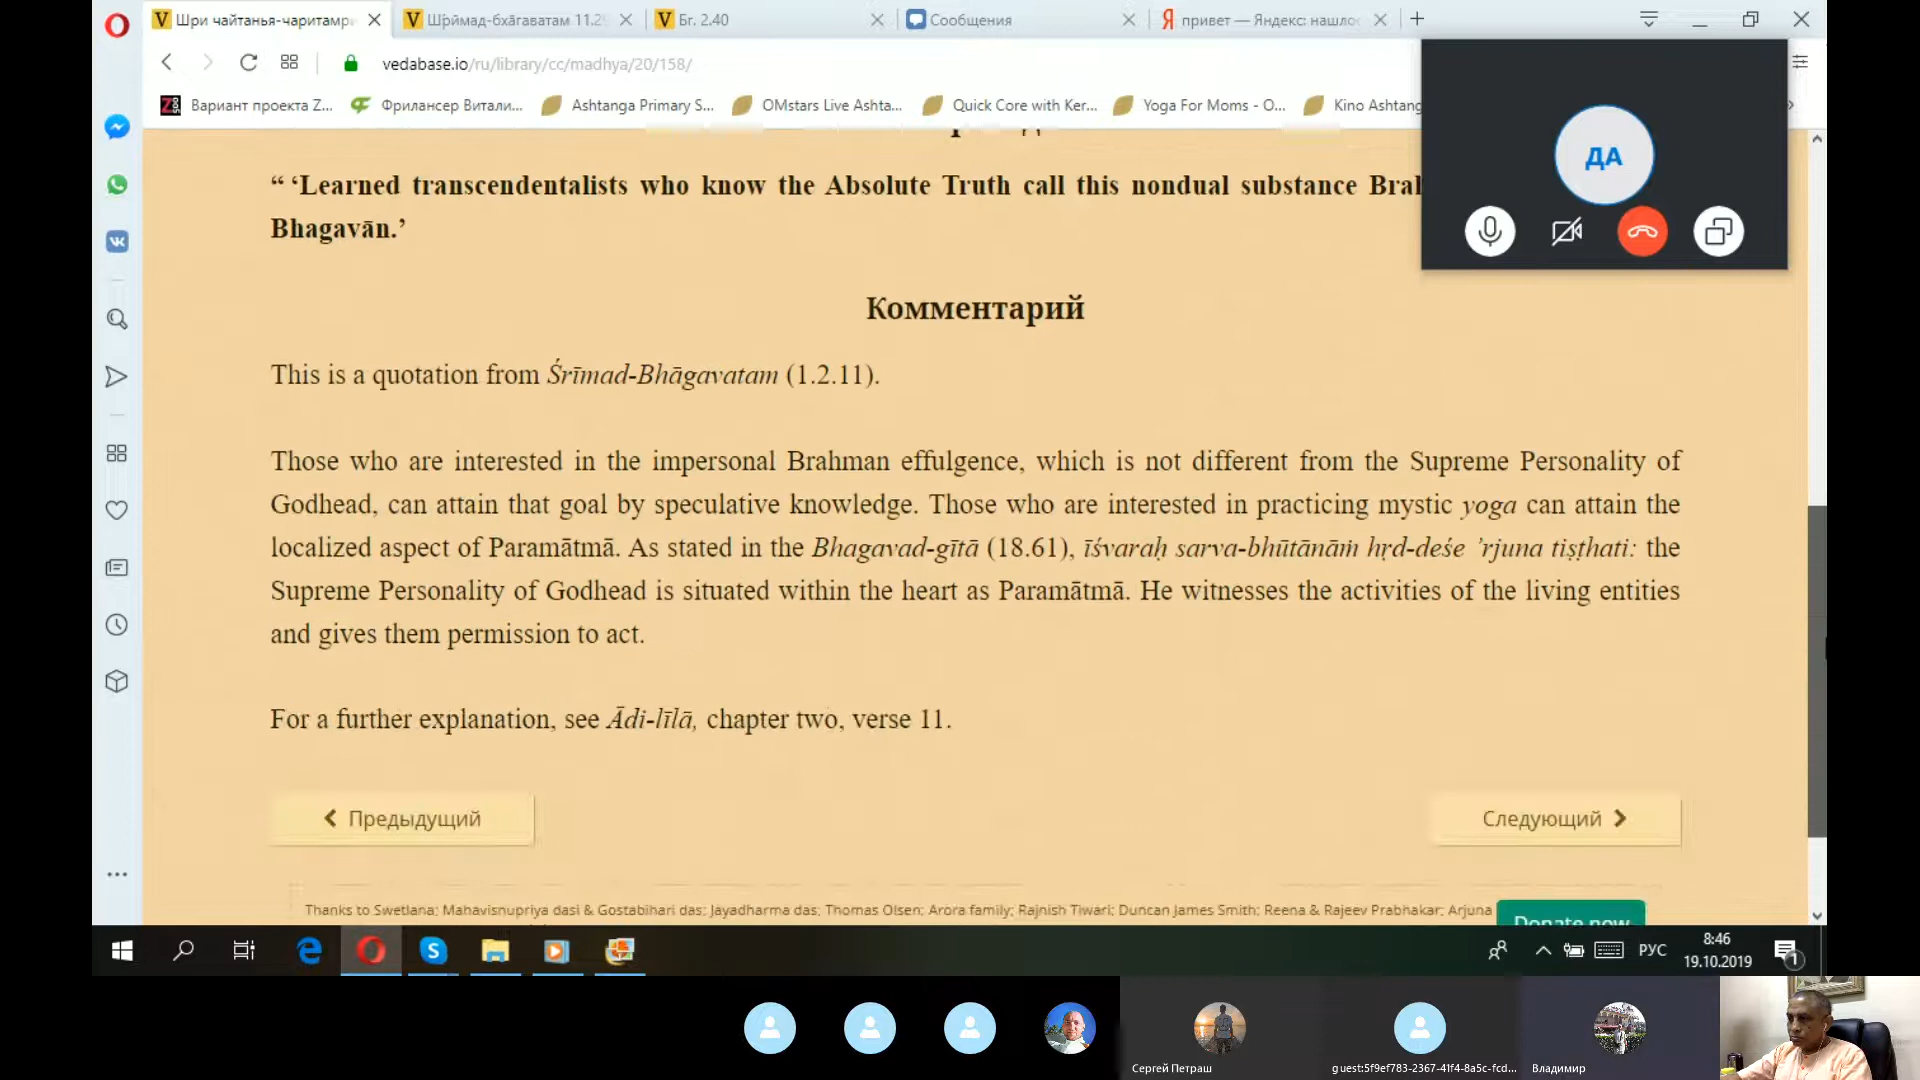 Шри чайтанья-чаритамри
Шримад-бхāгаватам 11.2
Бг. 2.40
Сообщения
привет — Яндекс: нашло
vedabase.io/ru/library/cc/madhya/20/158/
Вариант проекта Z...
Фрилансер Витали...
Ashtanga Primary S...
OMstars Live Ashta...
Quick Core with Ker...
Yoga For Moms - O...
Kino Ashtang
ДА
“ ‘Learned transcendentalists who know the Absolute Truth call this nondual substance Brah
Bhagavān.’
Комментарий
This is a quotation from Śrīmad-Bhāgavatam (1.2.11).
Those who are interested in the impersonal Brahman effulgence, which is not different from the Supreme Personality of
Godhead, can attain that goal by speculative knowledge. Those who are interested in practicing mystic yoga can attain the
localized aspect of Paramātmā. As stated in the Bhagavad-gītā (18.61), īśvaraḥ sarva-bhūtānāṁ hṛd-deśe ’rjuna tiṣṭhati: the
Supreme Personality of Godhead is situated within the heart as Paramātmā. He witnesses the activities of the living entities
and gives them permission to act.
For a further explanation, see Ādi-līlā, chapter two, verse 11.
Предыдущий
Следующий
Thanks to Swetlana; Mahavisnupriya dasi & Gostabihari das; Jayadharma das; Thomas Olsen; Arora family; Rajnish Tiwari; Duncan James Smith; Reena & Rajeev Prabhakar; Arjuna
Donate now
РУС
8:46
19.10.2019
1
Сергей Петраш
guest:5f9ef783-2367-41f4-8a5c-fcd...
Владимир